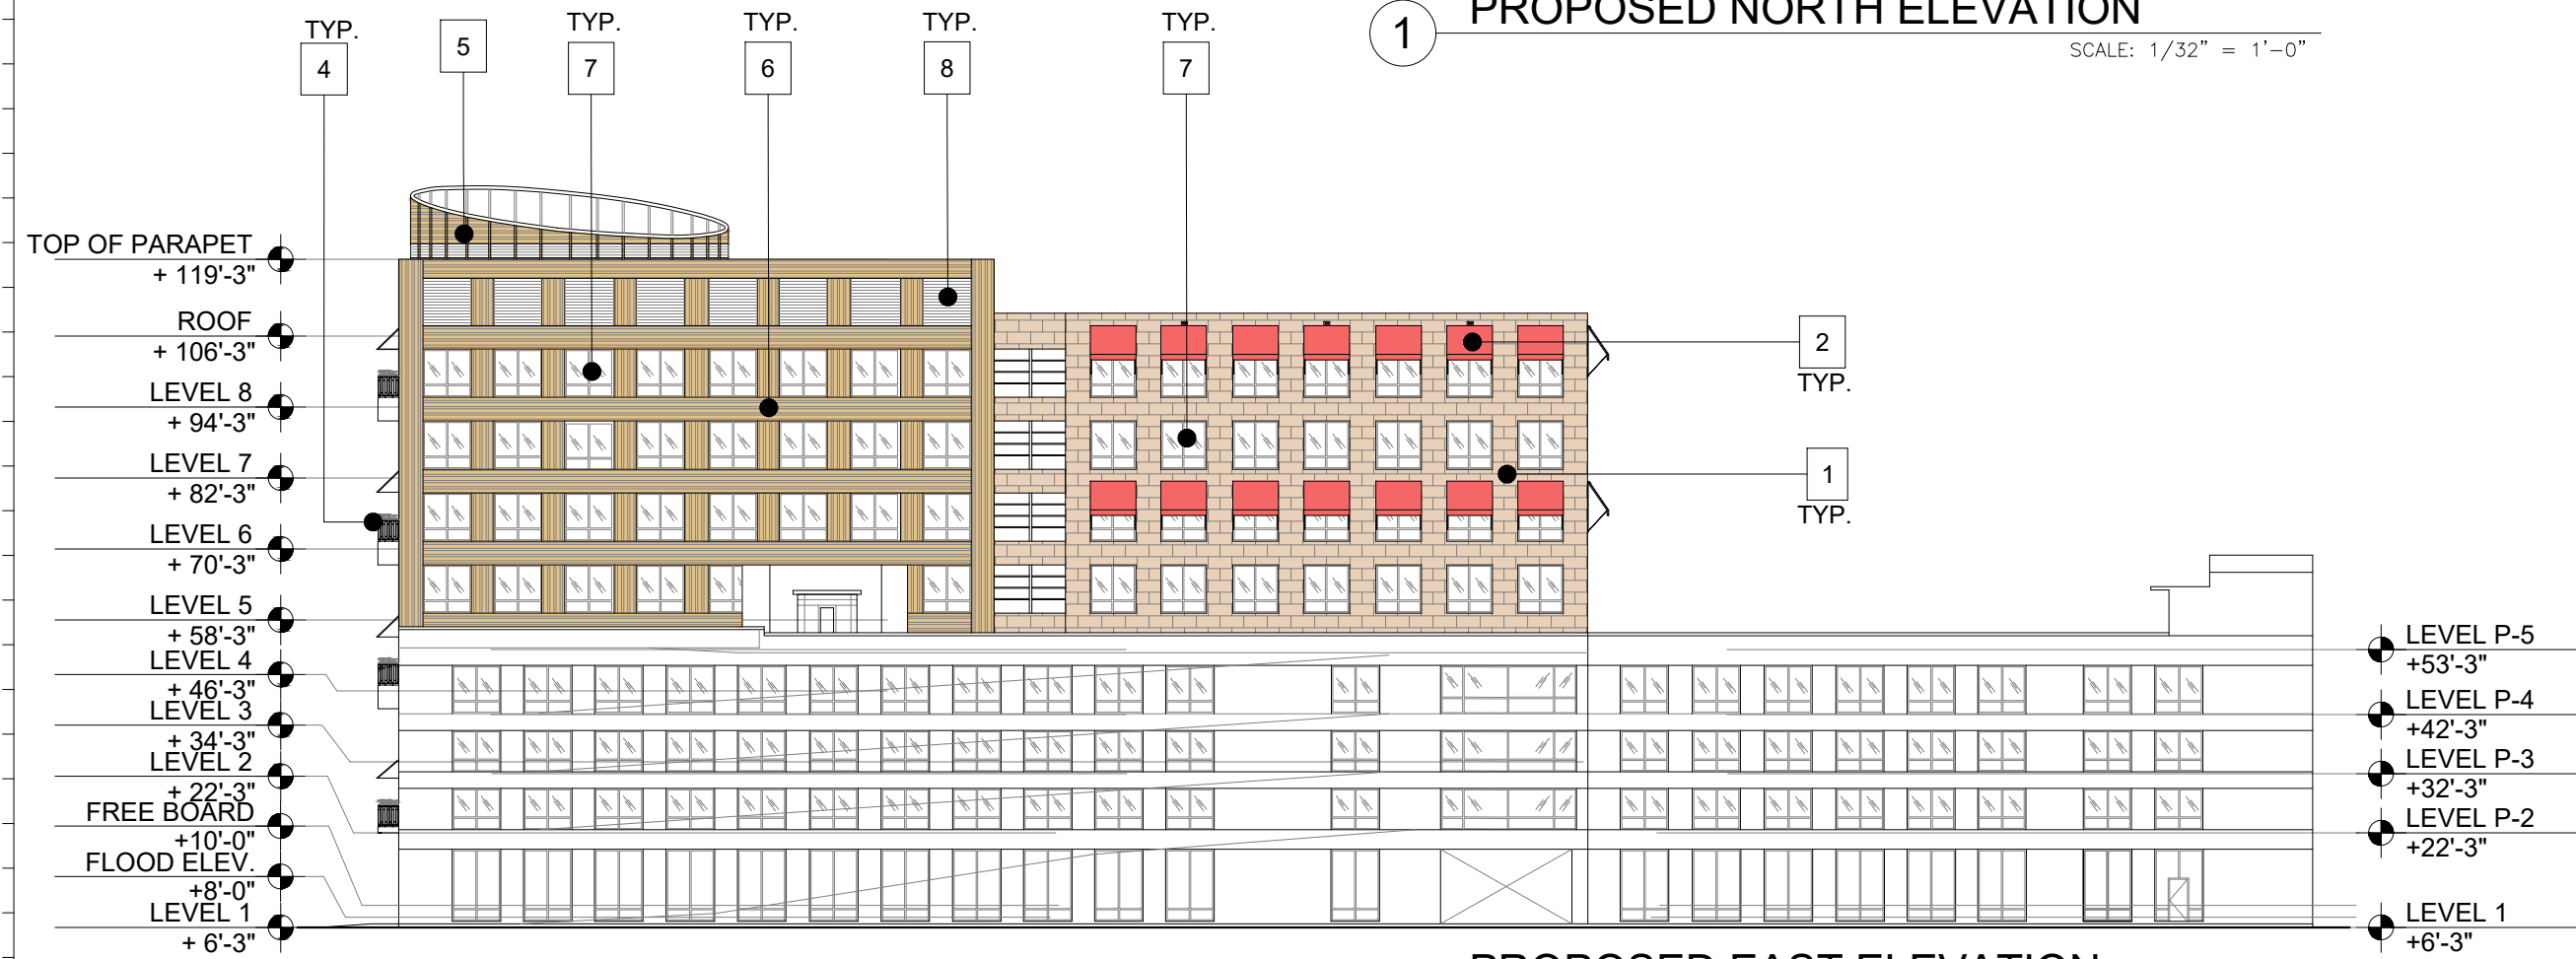 PROPOSED NORTH ELEVATION
1
SCALE: 1/32” = 1’-0”
TYP.
4
5
TYP.
7
TYP.
6
TYP.
8
TYP.
7
TOP OF PARAPET
+ 119'-3"
ROOF
+ 106'-3"
LEVEL 8
+ 94'-3"
LEVEL 7
+ 82'-3"
LEVEL 6
+ 70'-3"
LEVEL 5
+ 58'-3"
LEVEL 4
+ 46'-3"
LEVEL 3
+ 34'-3"
LEVEL 2
+ 22'-3"
FREE BOARD
+10'-0"
FLOOD ELEV.
+8'-0"
LEVEL 1
+ 6'-3"
2
TYP.
1
TYP.
LEVEL P-5
+53'-3"
LEVEL P-4
+42'-3"
LEVEL P-3
+32'-3"
LEVEL P-2
+22'-3"
LEVEL 1
+6'-3"
PROPOSED EAST ELEVATION